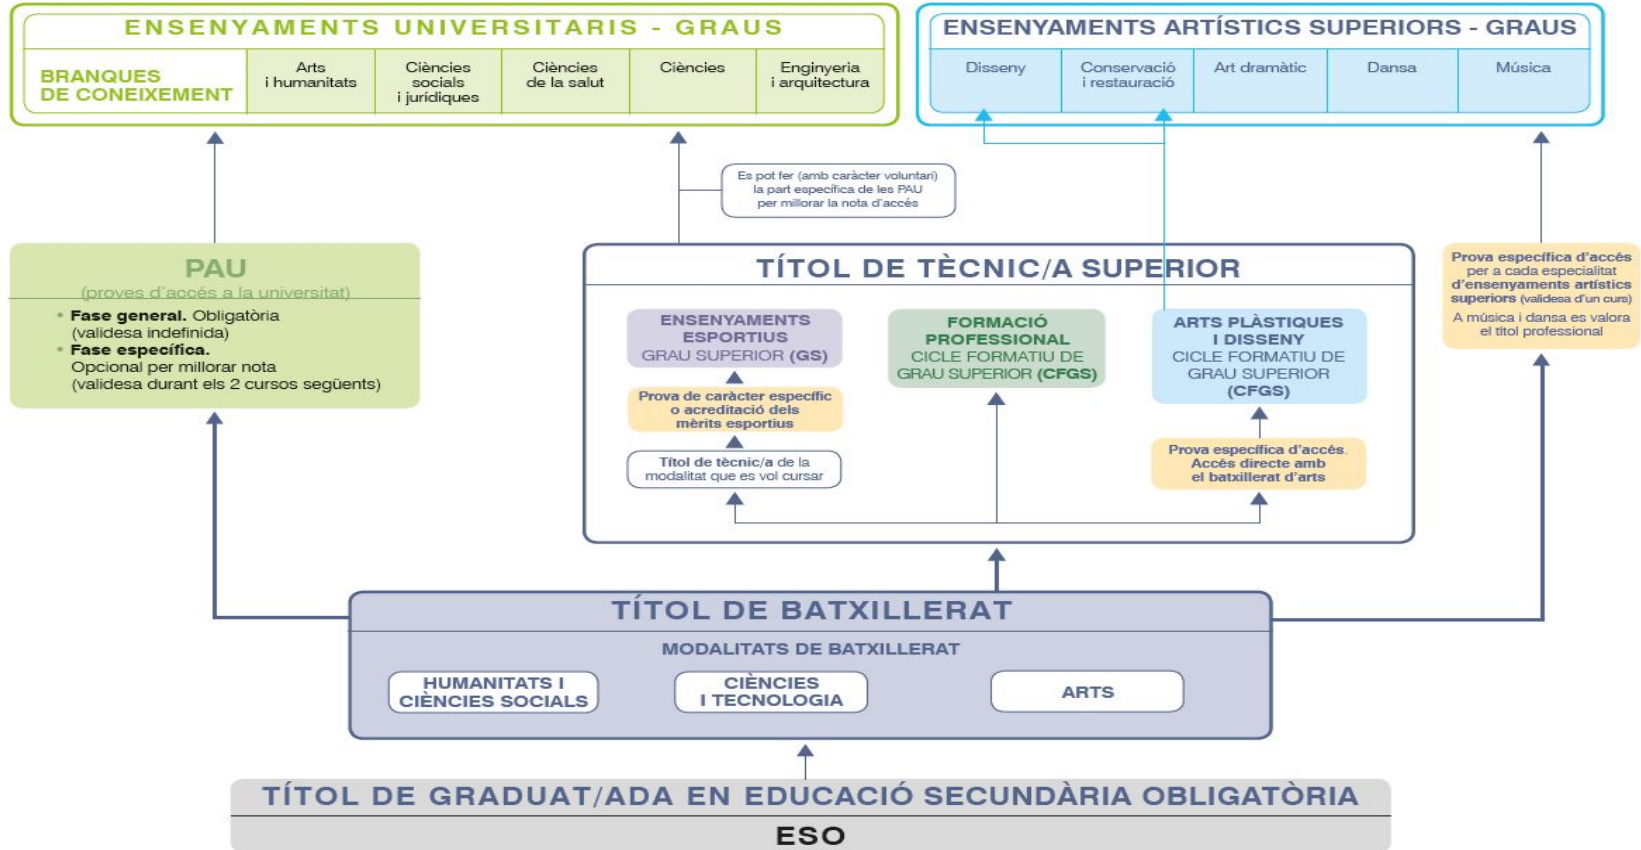 ENSENYAMENTS UNIVERSITARIS - GRAUS
BRANQUES
DE CONEIXEMENT
Arts
i humanitats
Ciències
socials
i jurídiques
Ciències
de la salut
Ciències
Enginyeria
i arquitectura
ENSENYAMENTS ARTÍSTICS SUPERIORS - GRAUS
Disseny
Conservació
i restauració
Art dramàtic
Dansa
Música
Es pot fer (amb caràcter voluntari)
la part específica de les PAU
per millorar la nota d'accés
PAU
(proves d'accés a la universitat)
• Fase general. Obligatòria
(validesa indefinida)
• Fase específica.
Opcional per millorar nota
(validesa durant els 2 cursos següents)
TÍTOL DE TÈCNIC/A SUPERIOR
ENSENYAMENTS
ESPORTIUS
GRAU SUPERIOR (GS)
Prova de caràcter específic
o acreditació dels
mèrits esportius
Títol de tècnic/a de la
modalitat que es vol cursar
FORMACIÓ
PROFESSIONAL
CICLE FORMATIU DE
GRAU SUPERIOR (CFGS)
ARTS PLÀSTIQUES
I DISSENY
CICLE FORMATIU DE
GRAU SUPERIOR
(CFGS)
Prova específica d'accés.
Accés directe amb
el batxillerat d'arts
Prova específica d'accés
per a cada especialitat
d'ensenyaments artístics
superiors (validesa d'un curs)
A música i dansa es valora
el títol professional
TÍTOL DE BATXILLERAT
MODALITATS DE BATXILLERAT
HUMANITATS I
CIÈNCIES SOCIALS
CIÈNCIES
I TECNOLOGIA
ARTS
TÍTOL DE GRADUAT/ADA EN EDUCACIÓ SECUNDÀRIA OBLIGATÒRIA
ESO